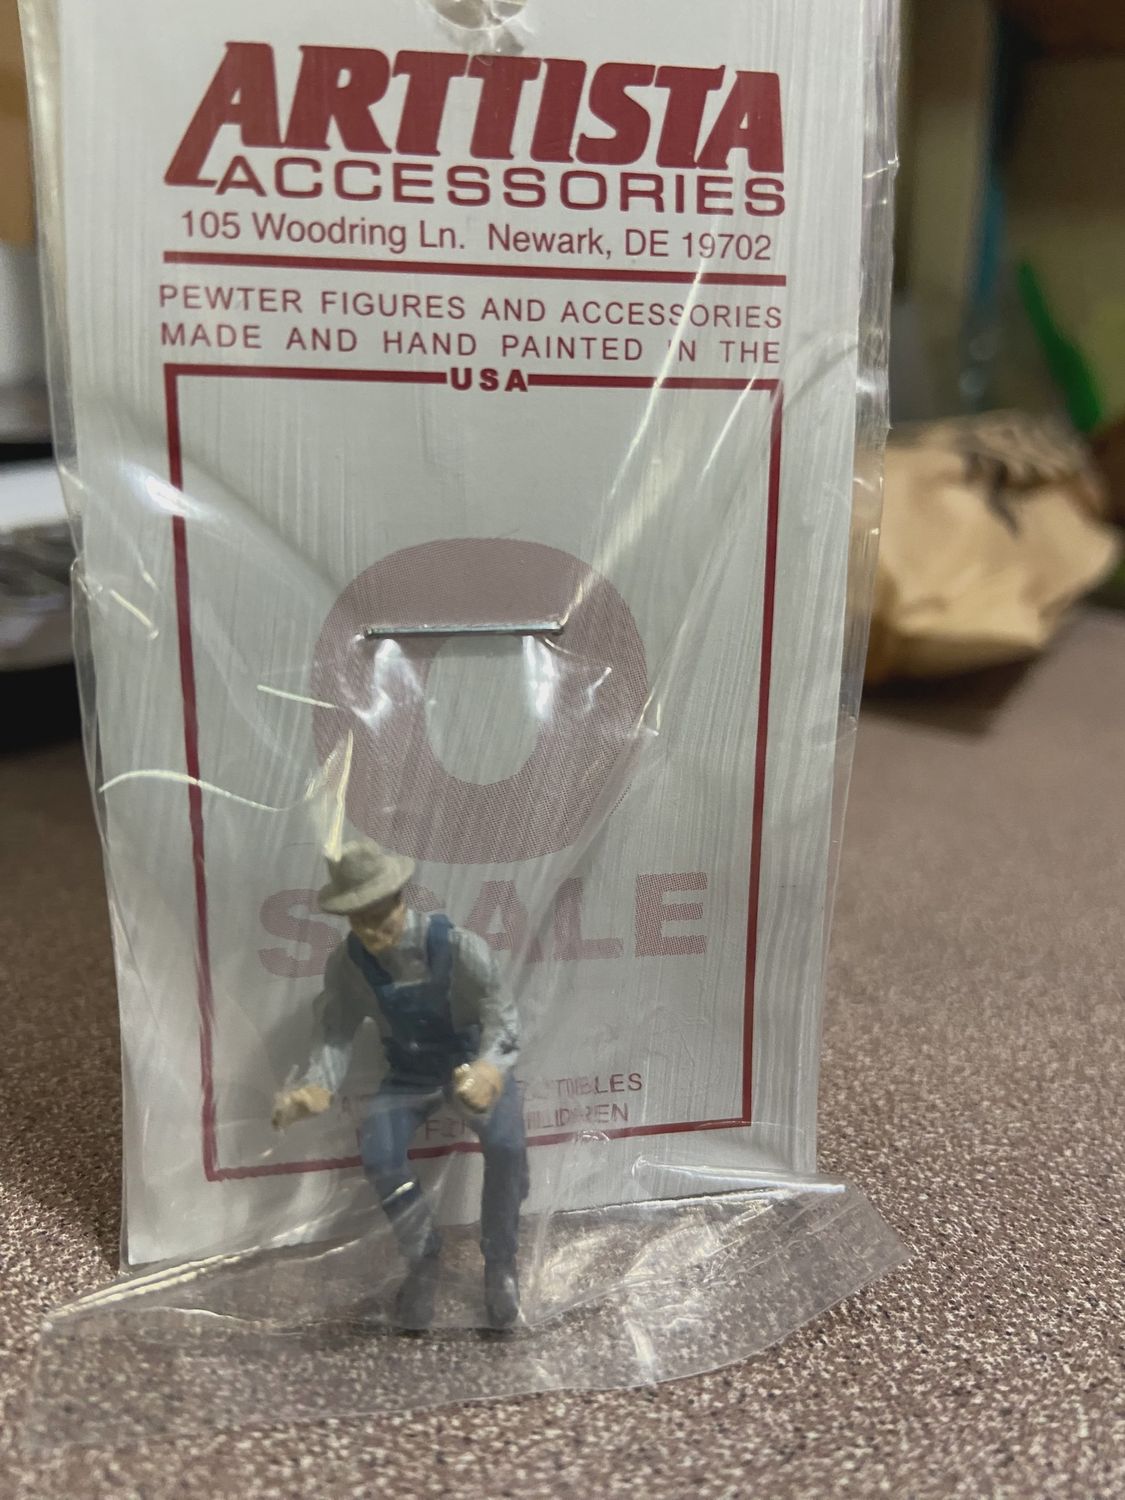 ARTTISTA
ACCESSORIES
105 Woodring Ln. Newark, DE 19702
PEWTER FIGURES AND ACCESSORIES
MADE AND HAND PAINTED IN THE
USA
O
SCALE